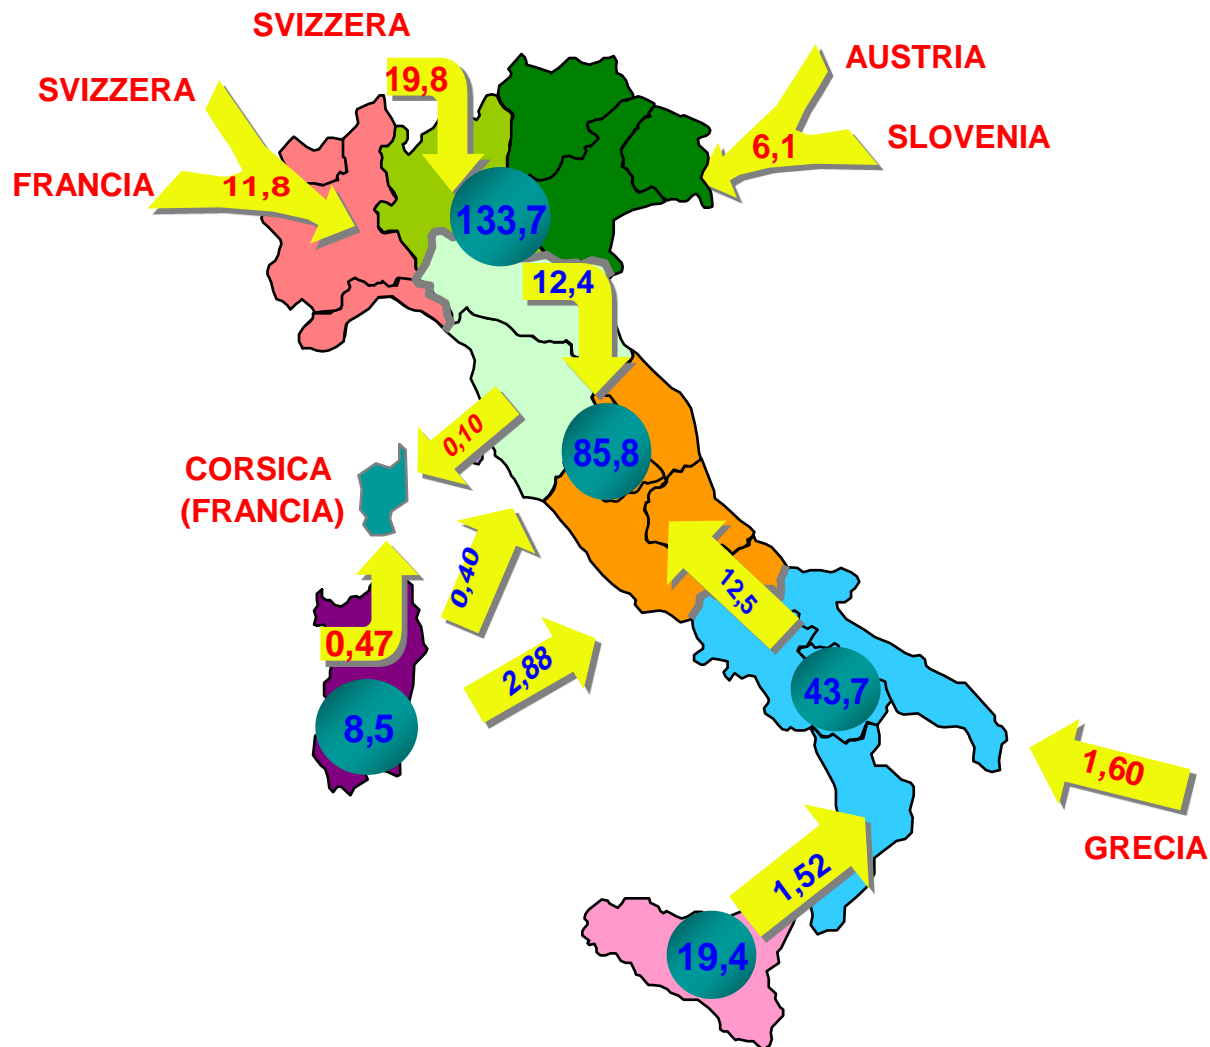 SVIZZERA
19,8
AUSTRIA
SVIZZERA
SLOVENIA
6,1
FRANCIA
11,8
133,7
12,4
0,10
85,8
CORSICA
(FRANCIA)
0,40
12,5
0,47
2,88
43,7
8,5
1,60
GRECIA
1,52
19,4